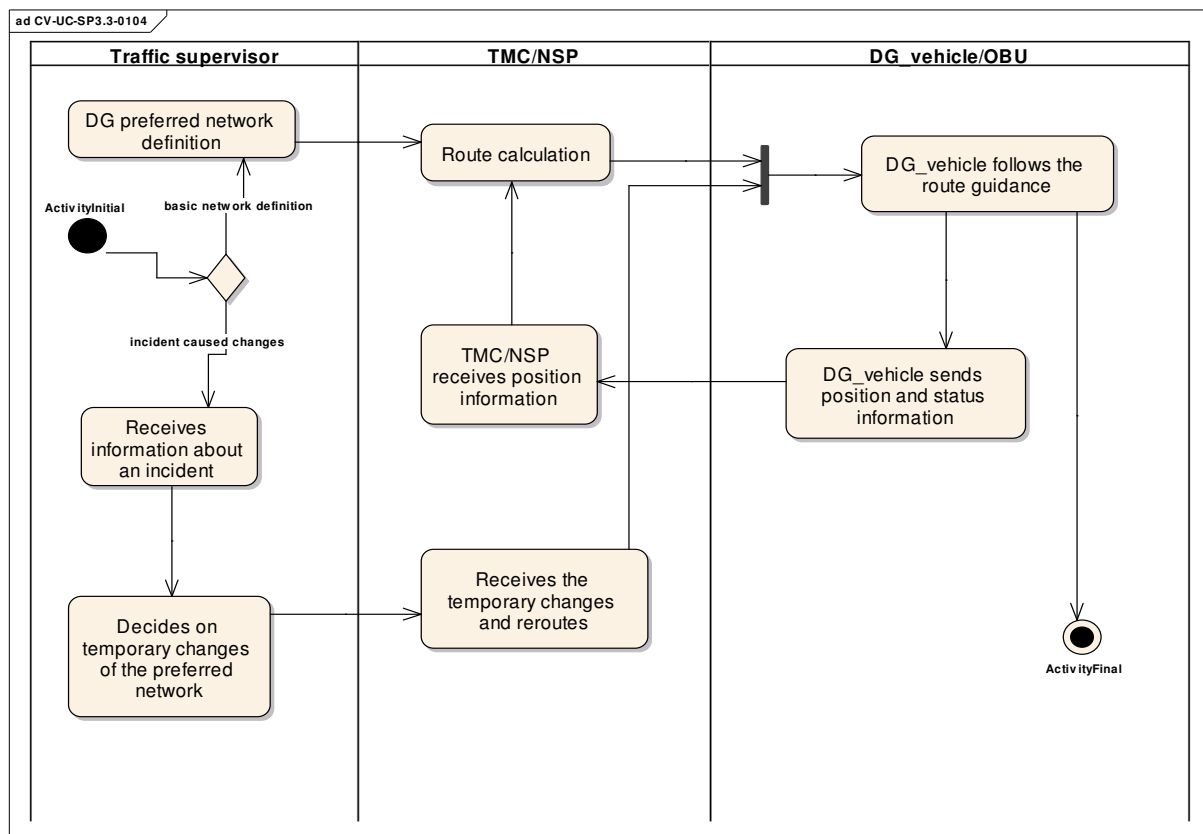 ad CV-UC-SP3.3-0104
Traffic supervisor
TMC/NSP
DG_vehicle/OBU
DG preferred network
definition
Route calculation
DG_vehicle follows the
route guidance
basic network definition
ActivityInitial
incident caused changes
TMC/NSP
receives position
information
DG_vehicle sends
position and status
information
Receives
information about
an incident
Receives the
temporary changes
and reroutes
Decides on
temporary changes
of the preferred
network
ActivityFinal